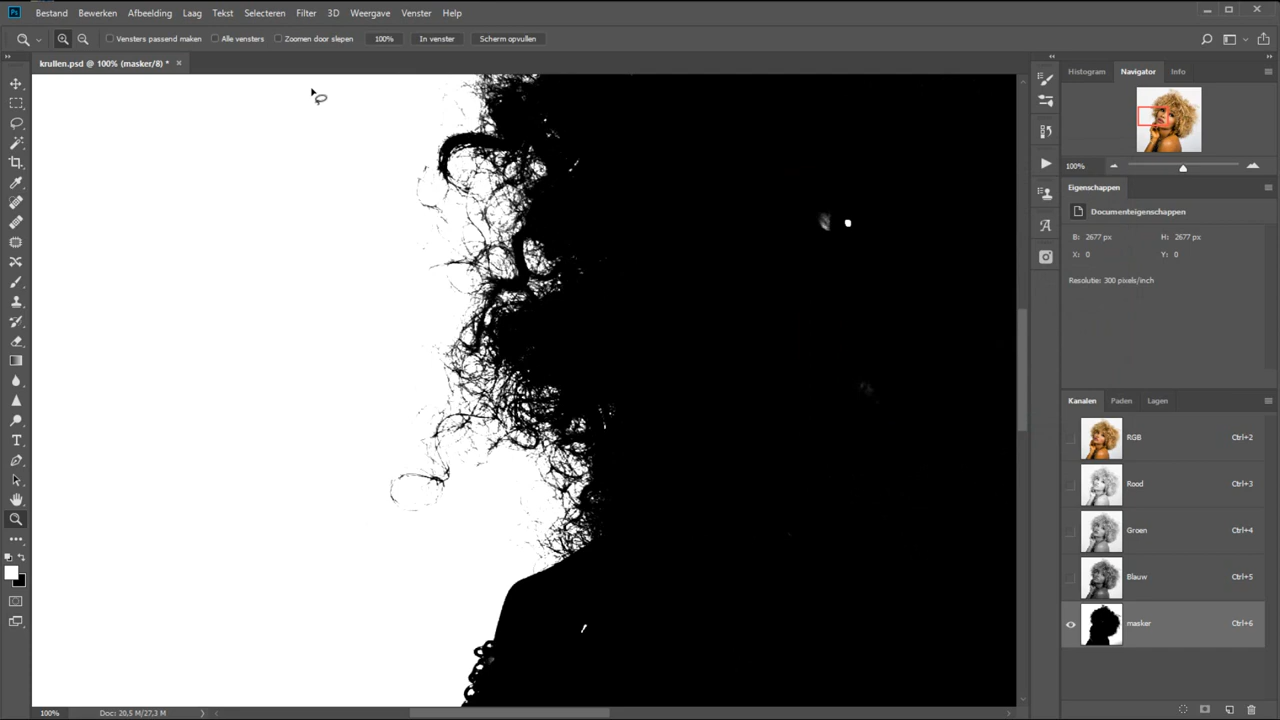 Ps Bestand Bewerken Afbeelding Laag Tekst Selecteren Filter 3D Weergave Venster Help
Vensters passend maken Alle vensters Zoomen door slepen 100% In venster Scherm opvullen
krullen.psd @ 100% (masker/8) *
Histogram Navigator Info
100%
Eigenschappen
Documenteigenschappen
B: 2677 px H: 2677 px
X: 0 Y: 0
Resolutie: 300 pixels/inch
Kanalen Paden Lagen
RGB Ctrl+2
Rood Ctrl+3
Groen Ctrl+4
Blauw Ctrl+5
masker Ctrl+6
100% Doc: 20,5 M/27,3 M